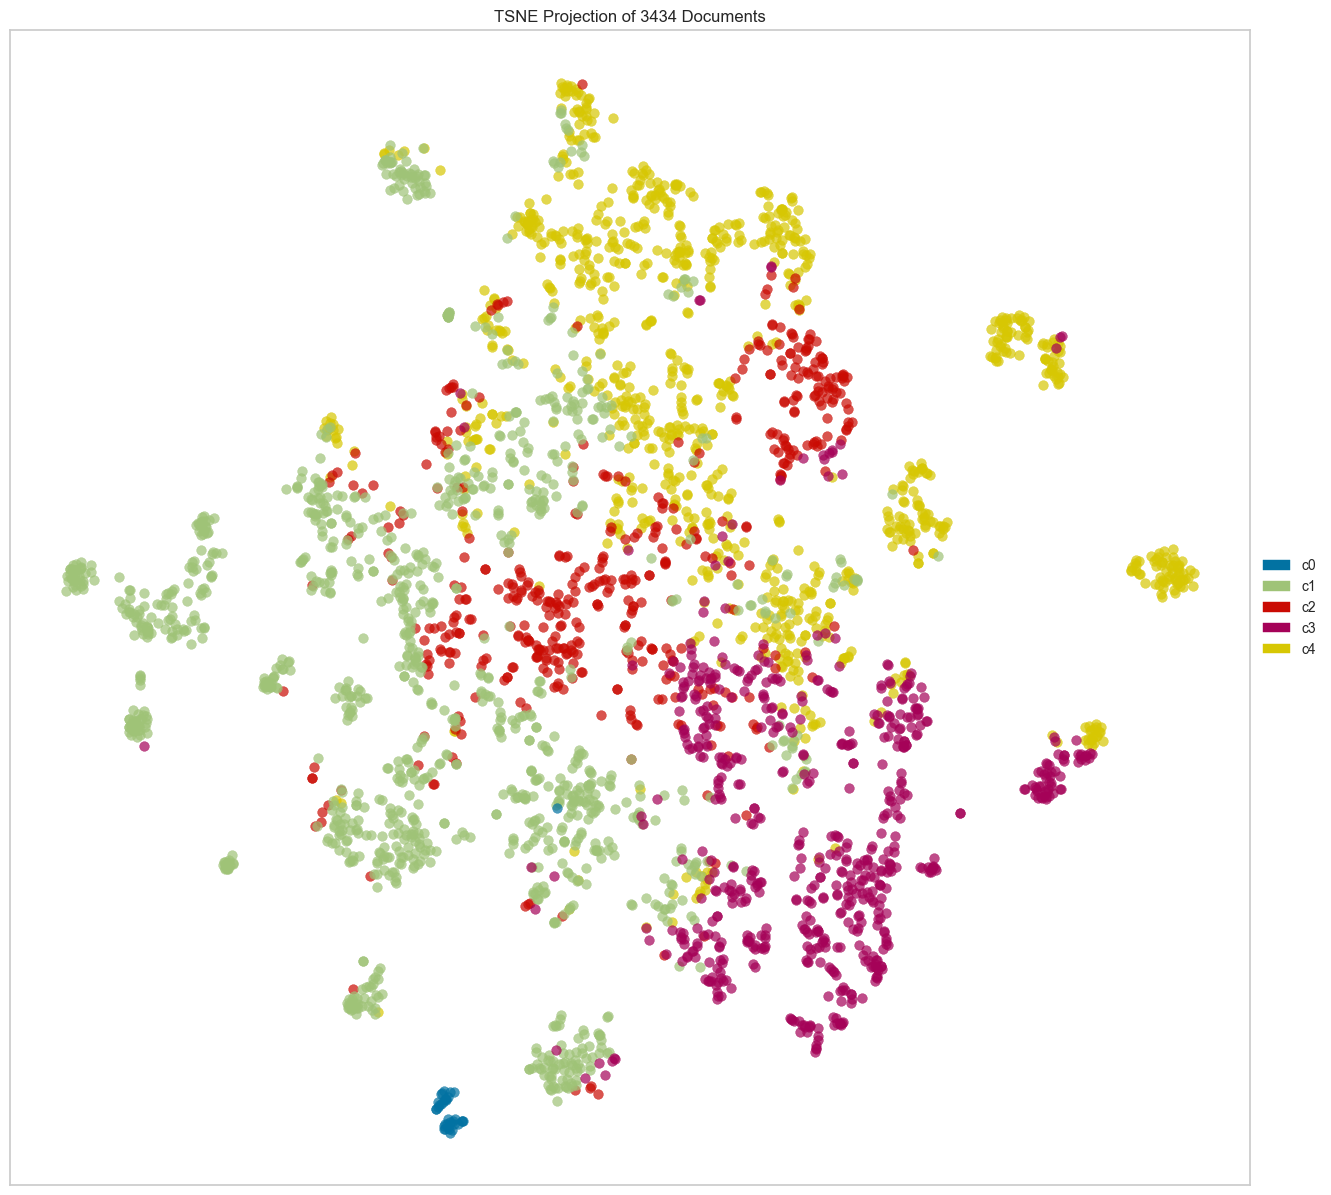 TSNE Projection of 3434 Documents
c0
c1
c2
c3
c4